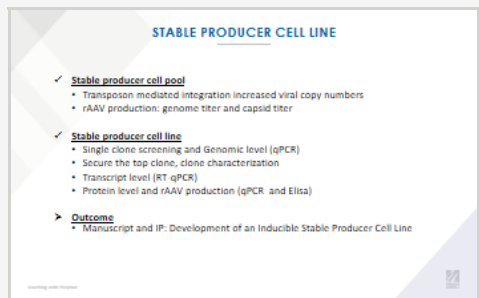 STABLE PRODUCER CELL LINE
✓ Stable producer cell pool
• Transposon mediated integration increased viral copy numbers
• rAAV production: genome titer and capsid titer
✓ Stable producer cell line
• Single clone screening and Genomic level (qPCR)
• Secure the top clone, clone characterization
• Transcript level (RT-qPCR)
• Protein level and rAAV production (qPCR and Elisa)
➤ Outcome
• Manuscript and IP: Development of an Inducible Stable Producer Cell Line